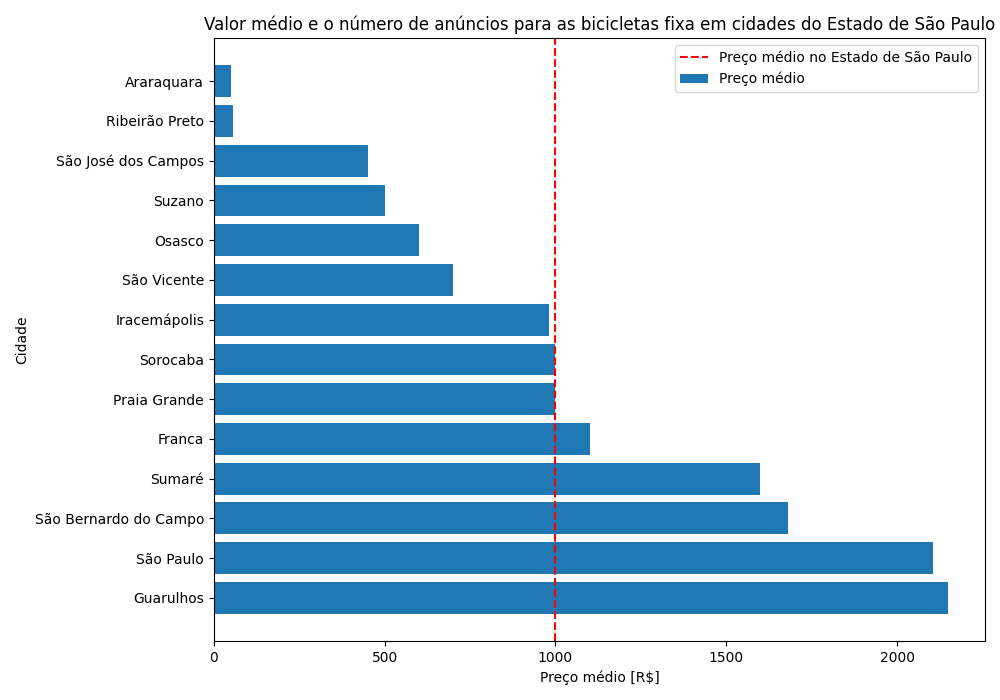 Valor médio e o número de anúncios para as bicicletas fixa em cidades do Estado de São Paulo
Preço médio no Estado de São Paulo
Preço médio
Cidade
Araraquara
Ribeirão Preto
São José dos Campos
Suzano
Osasco
São Vicente
Iracemápolis
Sorocaba
Praia Grande
Franca
Sumaré
São Bernardo do Campo
São Paulo
Guarulhos
0 500 1000 1500 2000
Preço médio [R$]